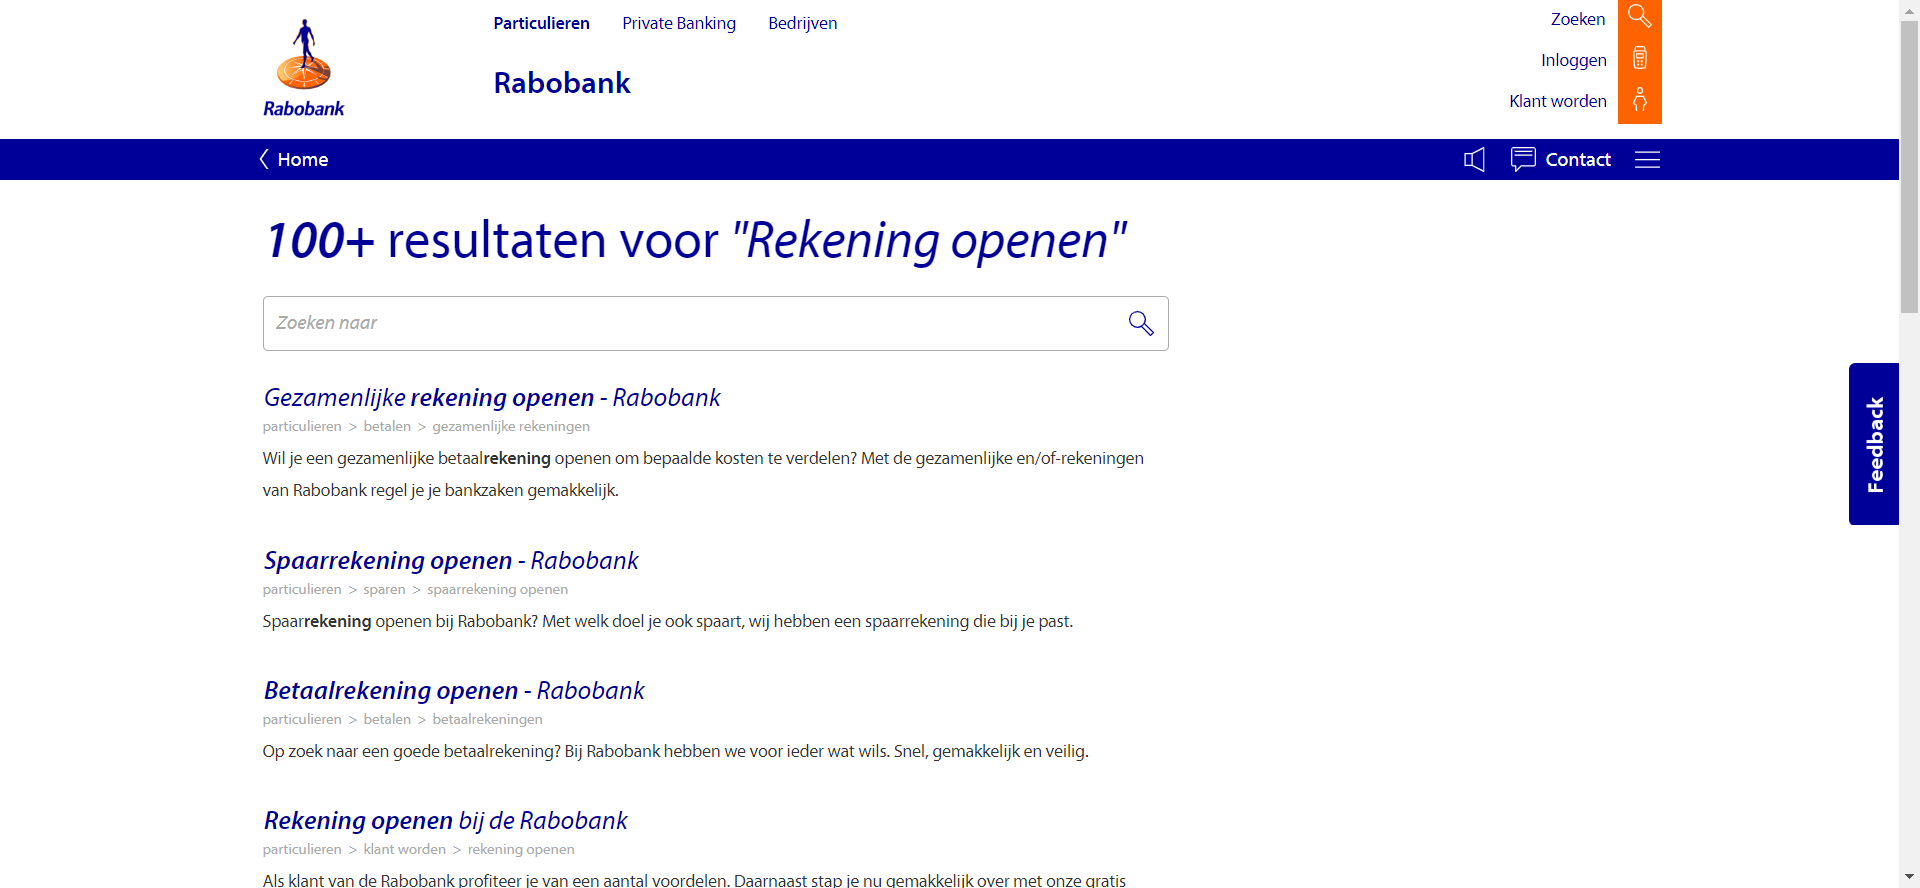 Particulieren Private Banking Bedrijven
Rabobank
Rabobank
Zoeken
Inloggen
Klant worden
Home
Contact
100+ resultaten voor "Rekening openen"
Zoeken naar
Gezamenlijke rekening openen - Rabobank
particulieren > betalen > gezamenlijke rekeningen
Wil je een gezamenlijke betaalrekening openen om bepaalde kosten te verdelen? Met de gezamenlijke en/of-rekeningen
van Rabobank regel je je bankzaken gemakkelijk.
Spaarrekening openen - Rabobank
particulieren > sparen > spaarrekening openen
Spaarrekening openen bij Rabobank? Met welk doel je ook spaart, wij hebben een spaarrekening die bij je past.
Betaalrekening openen - Rabobank
particulieren > betalen > betaalrekeningen
Op zoek naar een goede betaalrekening? Bij Rabobank hebben we voor ieder wat wils. Snel, gemakkelijk en veilig.
Rekening openen bij de Rabobank
particulieren > klant worden > rekening openen
Als klant van de Rabobank profiteer je van een aantal voordelen. Daarnaast stap je nu gemakkelijk over met onze gratis
Feedback